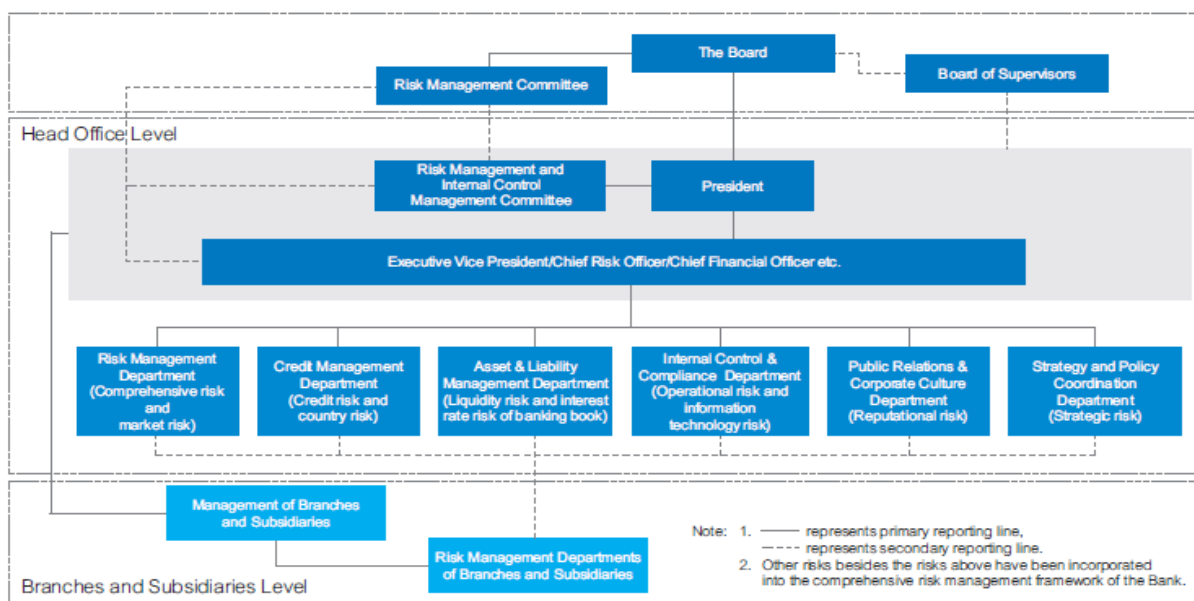 The Board
Board of Supervisors
Risk Management Committee
Head Office Level
Risk Management and
Internal Control
Management Committee
President
Executive Vice President/Chief Risk Officer/Chief Financial Officer etc.
Risk Management
Department
(Comprehensive risk
and
market risk)
Credit Management
Department
(Credit risk and
country risk)
Asset & Liability
Management Department
(Liquidity risk and interest
rate risk of banking book)
Internal Control &
Compliance Department
(Operational risk and
information
technology risk)
Public Relations &
Corporate Culture
Department
(Reputational risk)
Strategy and Policy
Coordination
Department
(Strategic risk)
Management of Branches
and Subsidiaries
Risk Management Departments
of Branches and Subsidiaries
Branches and Subsidiaries Level
Note: 1. represents primary reporting line,
represents secondary reporting line.
2. Other risks besides the risks above have been incorporated
into the comprehensive risk management framework of the Bank.